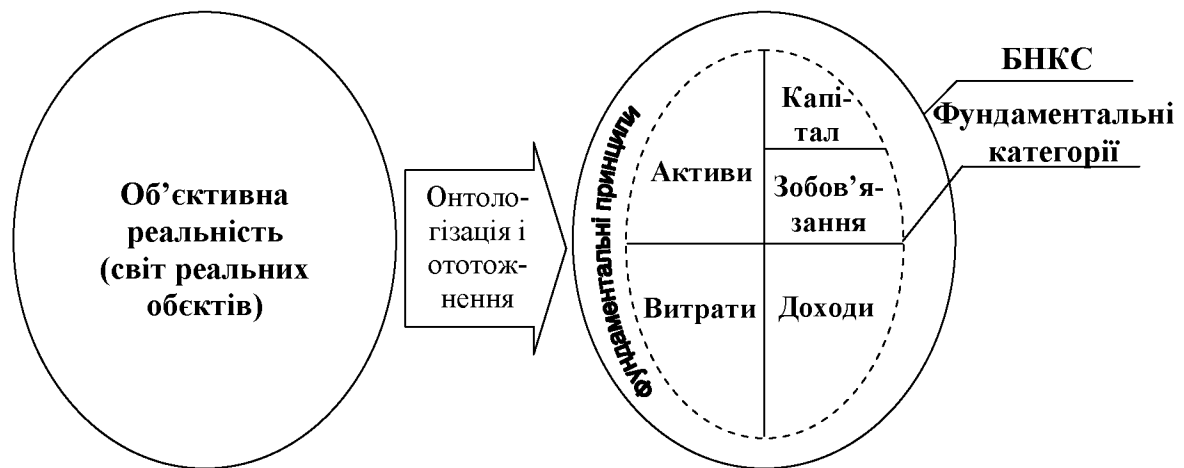 Об’єктивна
реальність
(світ реальних
обєктів)
Онтоло-
гізація і
ототож-
нення
Фундаментальні принципи
Активи
Капі-
тал
Зобов’я-
зання
Витрати
Доходи
БНКС
Фундаментальні
категорії